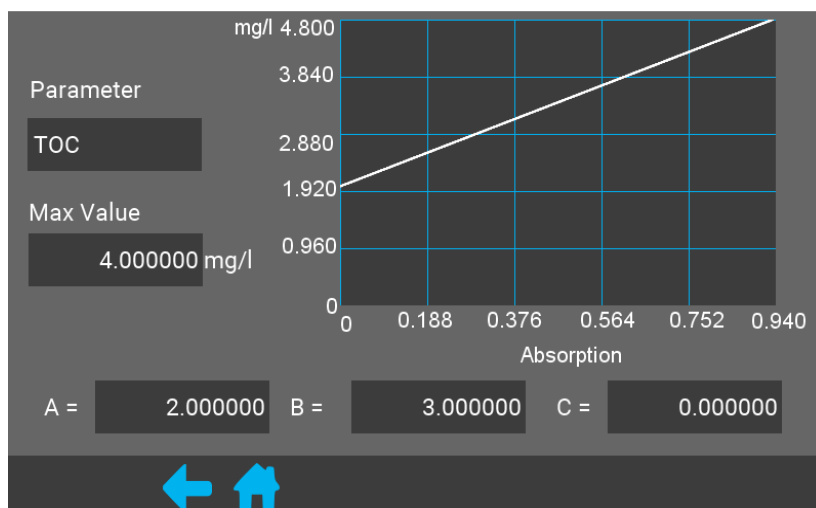 mg/l 4.800
3.840
Parameter
TOC
2.880
1.920
Max Value
4.000000 mg/l
0.960
0
0 0.188 0.376 0.564 0.752 0.940
Absorption
A = 2.000000 B = 3.000000 C = 0.000000